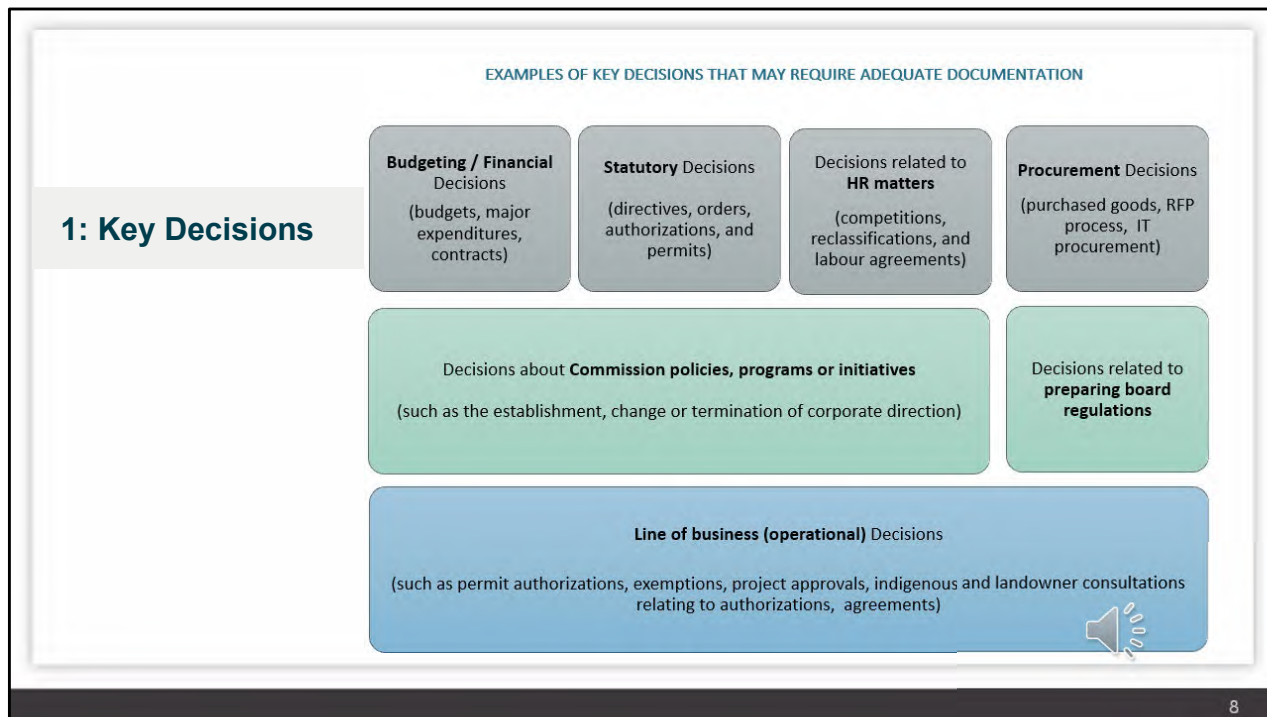 EXAMPLES OF KEY DECISIONS THAT MAY REQUIRE ADEQUATE DOCUMENTATION
1: Key Decisions
Budgeting / Financial
Decisions
(budgets, major
expenditures,
contracts)
Statutory Decisions
(directives, orders,
authorizations, and
permits)
Decisions related to
HR matters
(competitions,
reclassifications, and
labour agreements)
Procurement Decisions
(purchased goods, RFP
process, IT
procurement)
Decisions about Commission policies, programs or initiatives
(such as the establishment, change or termination of corporate direction)
Decisions related to
preparing board
regulations
Line of business (operational) Decisions
(such as permit authorizations, exemptions, project approvals, indigenous and landowner consultations
relating to authorizations, agreements)
8